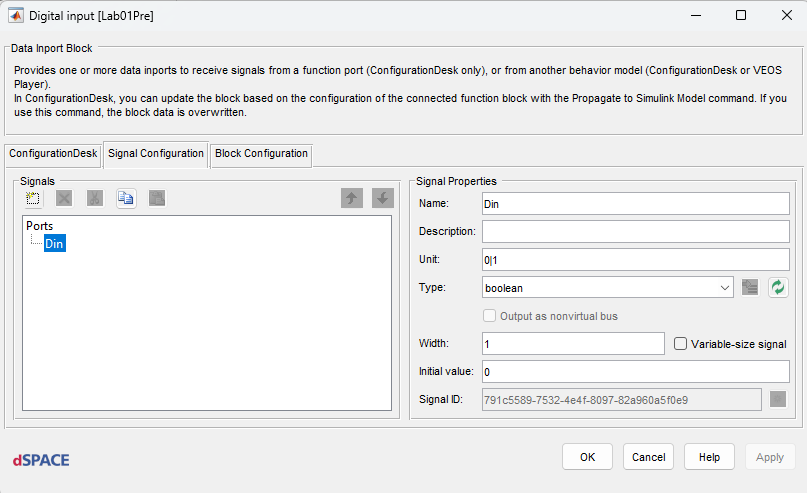 Digital input [Lab01Pre]
Data Import Block
Provides one or more data inports to receive signals from a function port (ConfigurationDesk only), or from another behavior model (ConfigurationDesk or VEOS
Player).
In ConfigurationDesk, you can update the block based on the configuration of the connected function block with the Propagate to Simulink Model command. If you
use this command, the block data is overwritten.
ConfigurationDesk Signal Configuration Block Configuration
Signals
Ports
Din
Signal Properties
Name: Din
Description:
Unit: 0|1
Type: boolean
Output as nonvirtual bus
Width: 1 Variable-size signal
Initial value: 0
Signal ID: 791c5589-7532-4e4f-8097-82a960a5f0e9
dSPACE
OK Cancel Help Apply